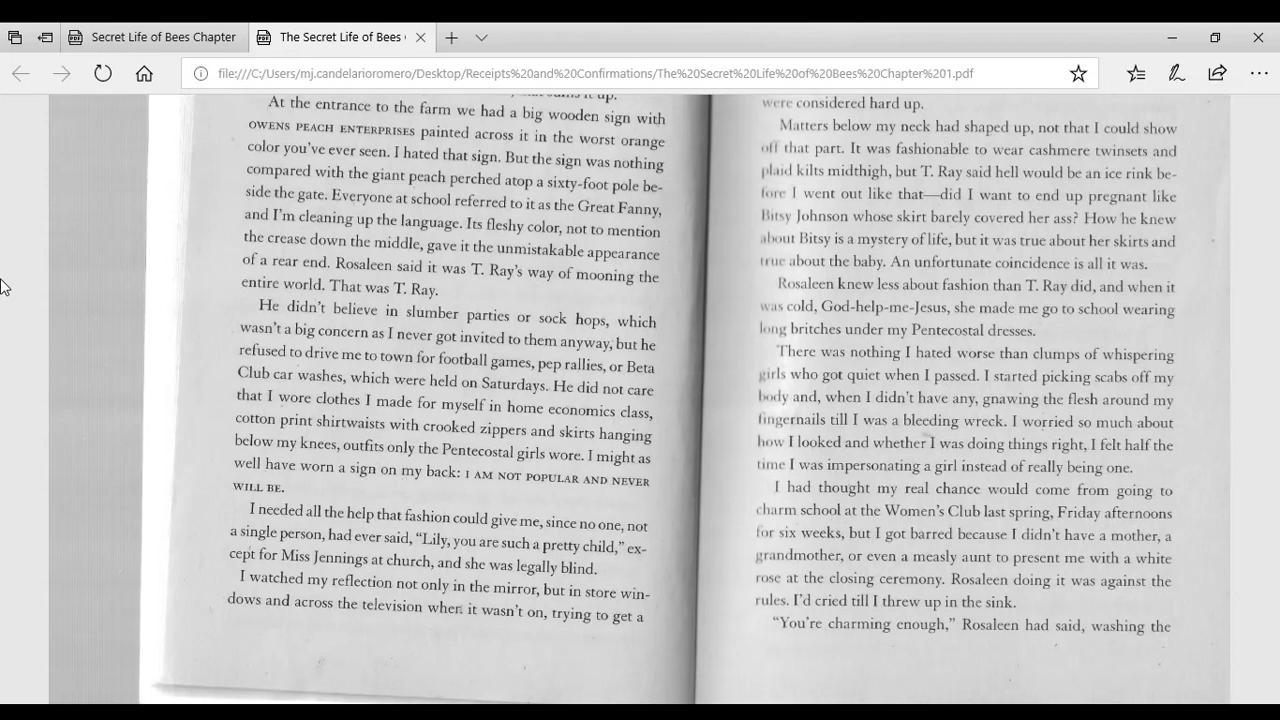 Secret Life of Bees Chapter
The Secret Life of Bees
file:///C:/Users/mj.candelarioromero/Desktop/Receipts%20and%20Confirmations/The%20Secret%20Life%20of%20Bees%20Chapter%201.pdf
it up.
At the entrance to the farm we had a big wooden sign with
OWENS PEACH ENTERPRISES painted across it in the worst orange
color you've ever seen. I hated that sign. But the sign was nothing
compared with the giant peach perched atop a sixty-foot pole be-
side the gate. Everyone at school referred to it as the Great Fanny,
and I'm cleaning up the language. Its fleshy color, not to mention
the crease down the middle, gave it the unmistakable appearance
of a rear end. Rosaleen said it was T. Ray's way of mooning the
entire world. That was T. Ray.
He didn't believe in slumber parties or sock hops, which
wasn't a big concern as I never got invited to them anyway, but he
refused to drive me to town for football games, pep rallies, or Beta
Club car washes, which were held on Saturdays. He did not care
that I wore clothes I made for myself in home economics class,
cotton print shirtwaists with crooked zippers and skirts hanging
below my knees, outfits only the Pentecostal girls wore. I might as
well have worn a sign on my back: I AM NOT POPULAR AND NEVER
WILL BE.
I needed all the help that fashion could give me, since no one, not
a single person, had ever said, "Lily, you are such a pretty child," ex-
cept for Miss Jennings at church, and she was legally blind.
I watched my reflection not only in the mirror, but in store win-
dows and across the television when it wasn't on, trying to get a
were considered hard up.
Matters below my neck had shaped up, not that I could show
off that part. It was fashionable to wear cashmere twinsets and
plaid kilts midthigh, but T. Ray said hell would be an ice rink be-
fore I went out like that—did I want to end up pregnant like
Bitsy Johnson whose skirt barely covered her ass? How he knew
about Bitsy is a mystery of life, but it was true about her skirts and
true about the baby. An unfortunate coincidence is all it was.
Rosaleen knew less about fashion than T. Ray did, and when it
was cold, God-help-me-Jesus, she made me go to school wearing
long britches under my Pentecostal dresses.
There was nothing I hated worse than clumps of whispering
girls who got quiet when I passed. I started picking scabs off my
body and, when I didn't have any, gnawing the flesh around my
fingernails till I was a bleeding wreck. I worried so much about
how I looked and whether I was doing things right, I felt half the
time I was impersonating a girl instead of really being one.
I had thought my real chance would come from going to
charm school at the Women's Club last spring, Friday afternoons
for six weeks, but I got barred because I didn't have a mother, a
grandmother, or even a measly aunt to present me with a white
rose at the closing ceremony. Rosaleen doing it was against the
rules. I'd cried till I threw up in the sink.
"You're charming enough," Rosaleen had said, washing the